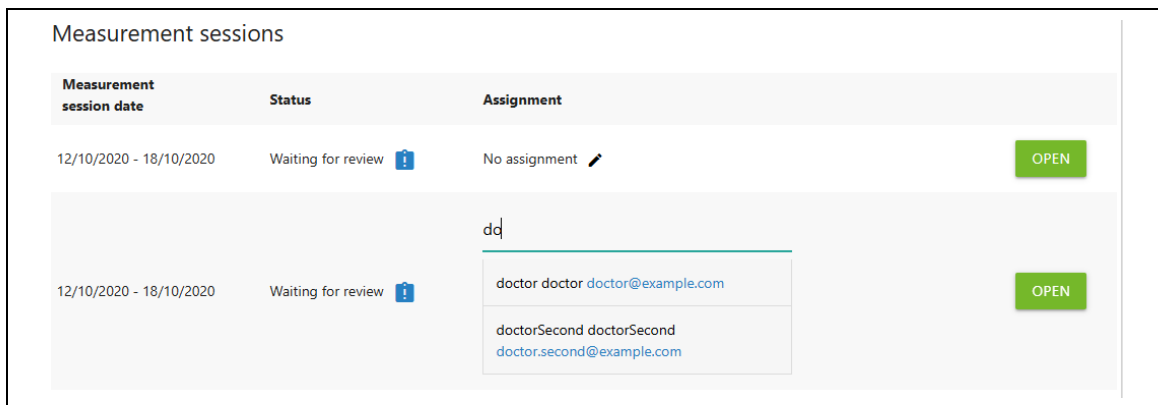 Measurement sessions
Measurement
session date
Status
Assignment
12/10/2020 - 18/10/2020
Waiting for review
No assignment
OPEN
do
12/10/2020 - 18/10/2020
Waiting for review
doctor doctor doctor@example.com
OPEN
doctorSecond doctorSecond
doctor.second@example.com